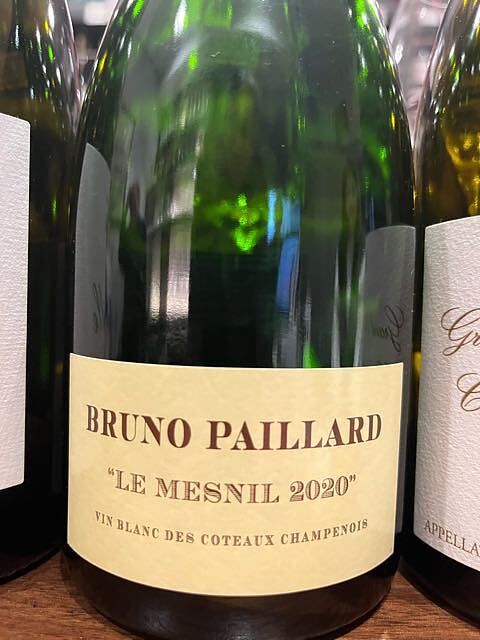 BRUNO PAILLARD
"LE MESNIL 2020"
VIN BLANC DES COTEAUX CHAMPENOIS